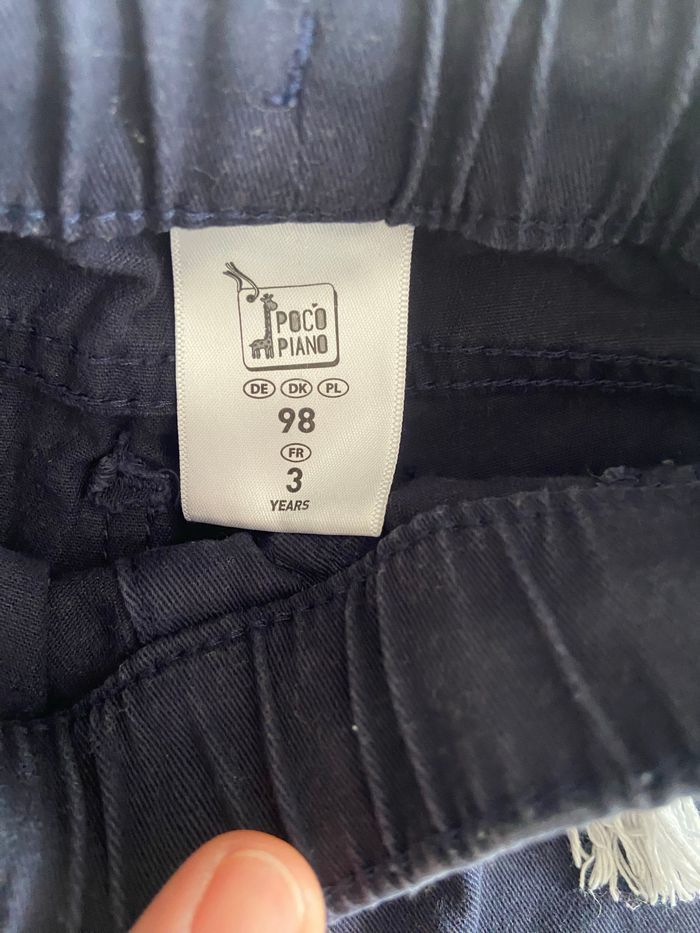 POCO
PIANO
DE DK PL
98
FR
3
YEARS